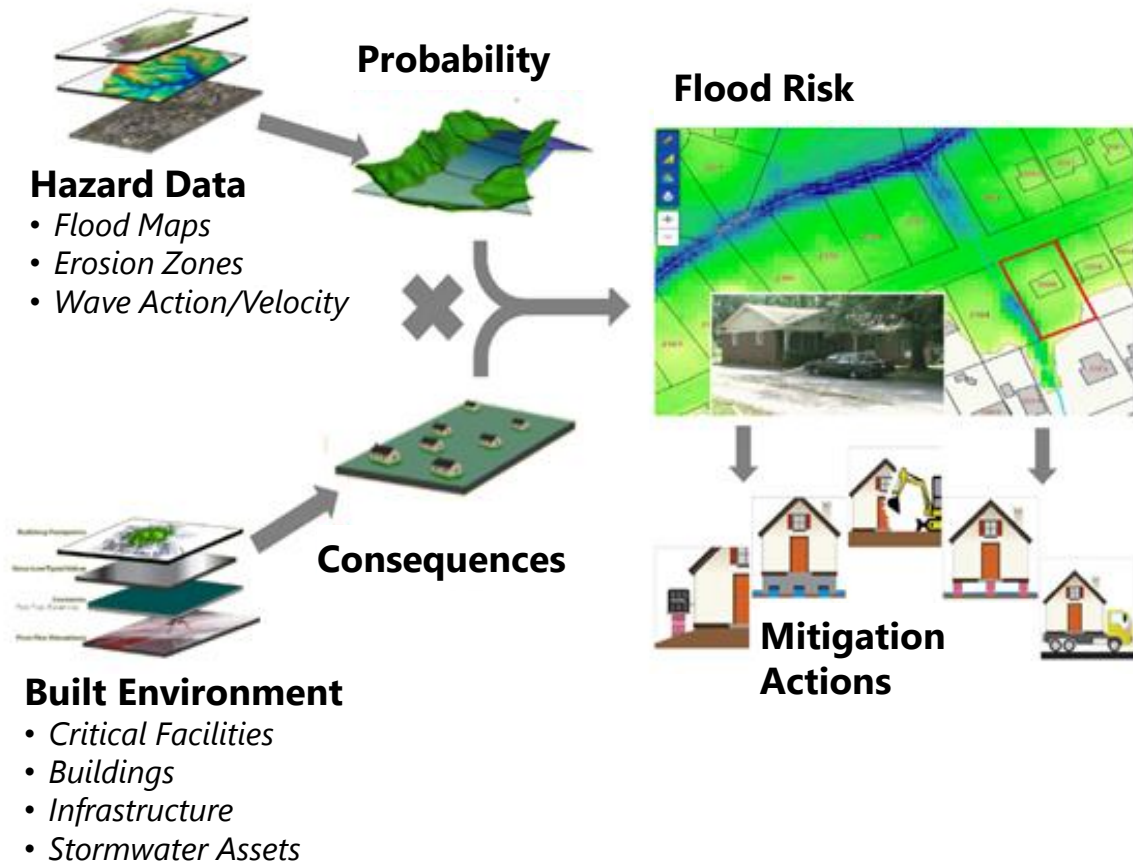 Probability
Flood Risk
Hazard Data
• Flood Maps
• Erosion Zones
• Wave Action/Velocity
Consequences
Mitigation
Actions
Built Environment
• Critical Facilities
• Buildings
• Infrastructure
• Stormwater Assets